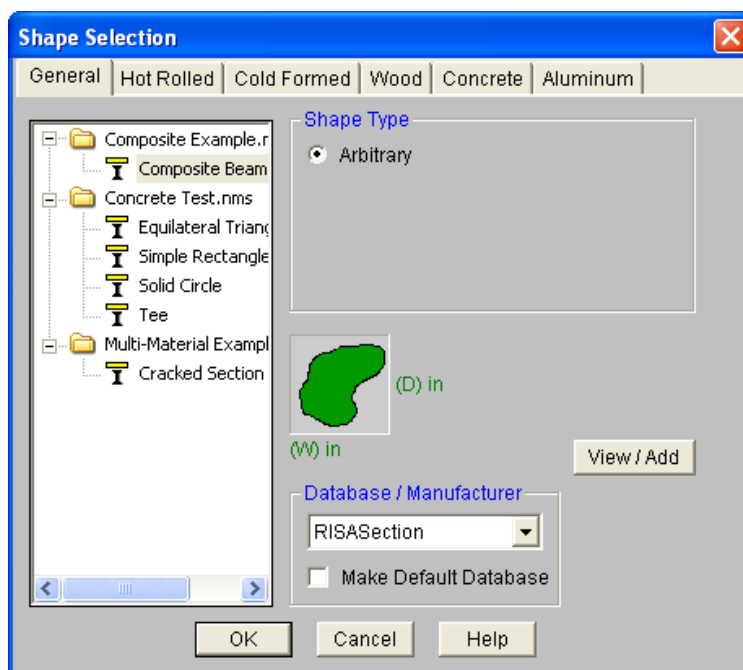 Shape Selection
General Hot Rolled Cold Formed Wood Concrete Aluminum
Composite Example.r
Composite Beam
Concrete Test.nms
Equilateral Triang
Simple Rectangle
Solid Circle
Tee
Multi-Material Exampl
Cracked Section
Shape Type
Arbitrary
(D) in
(W) in
View / Add
Database / Manufacturer
RISASection
Make Default Database
OK Cancel Help